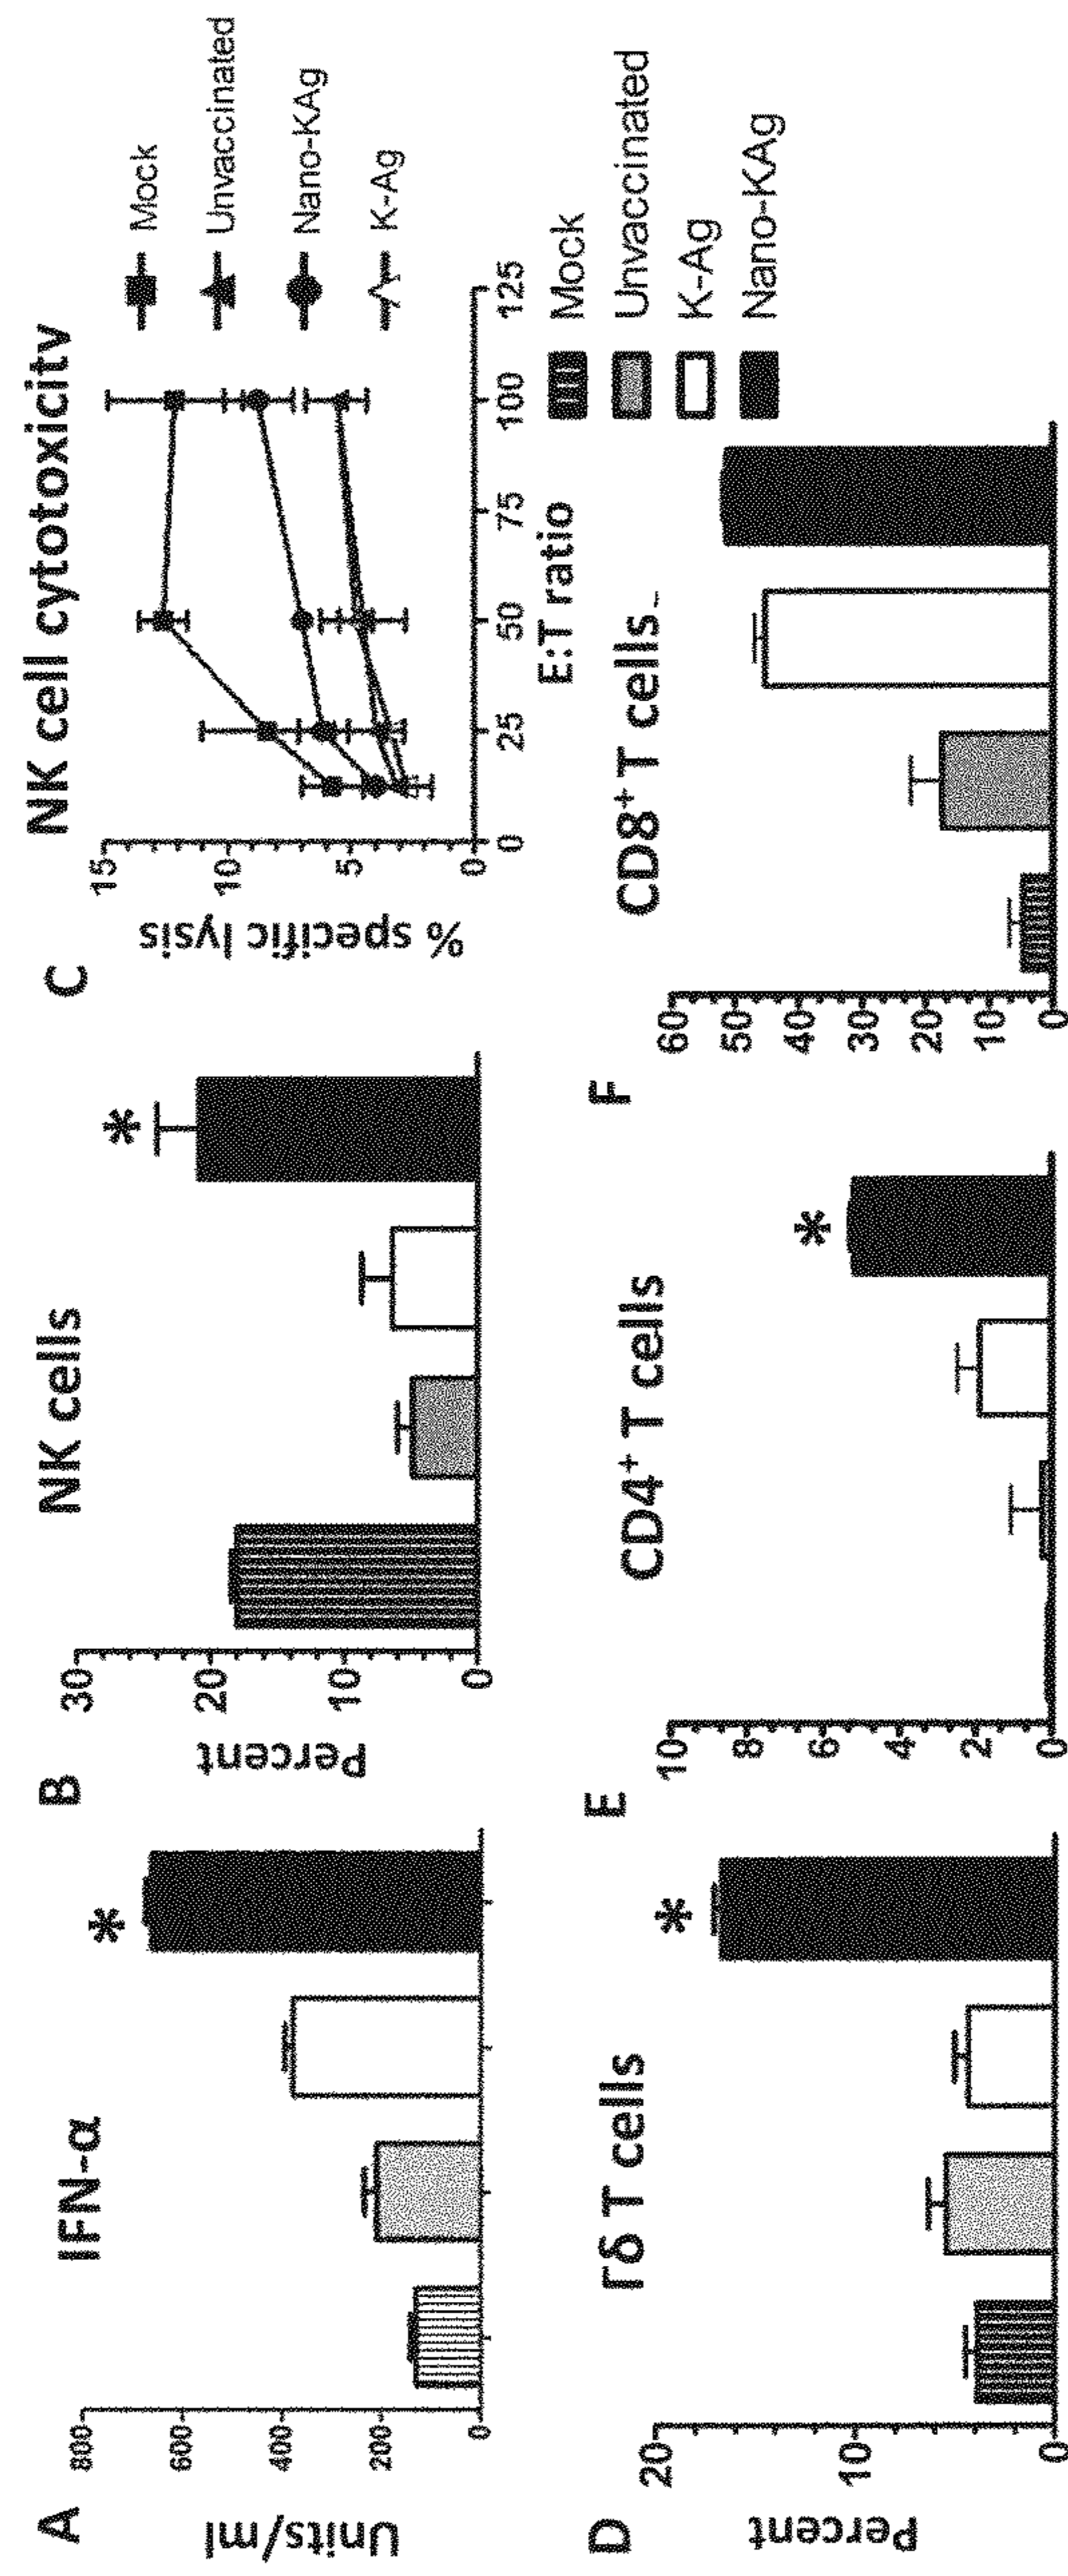 A
IFN-α
Units/ml
800
600
400
200
0
*
B
NK cells
Percent
30
20
10
0
*
C
NK cell cytotoxicity
% specific lysis
15
10
5
0
0 25 50 75 100 125
E:T ratio
Mock
Unvaccinated
Nano-KAg
K-Ag
D
rδ T cells
Percent
20
10
0
*
E
CD4+ T cells
10
8
6
4
2
0
*
F
CD8+ T cells
60
50
40
30
20
10
0
Mock
Unvaccinated
K-Ag
Nano-KAg